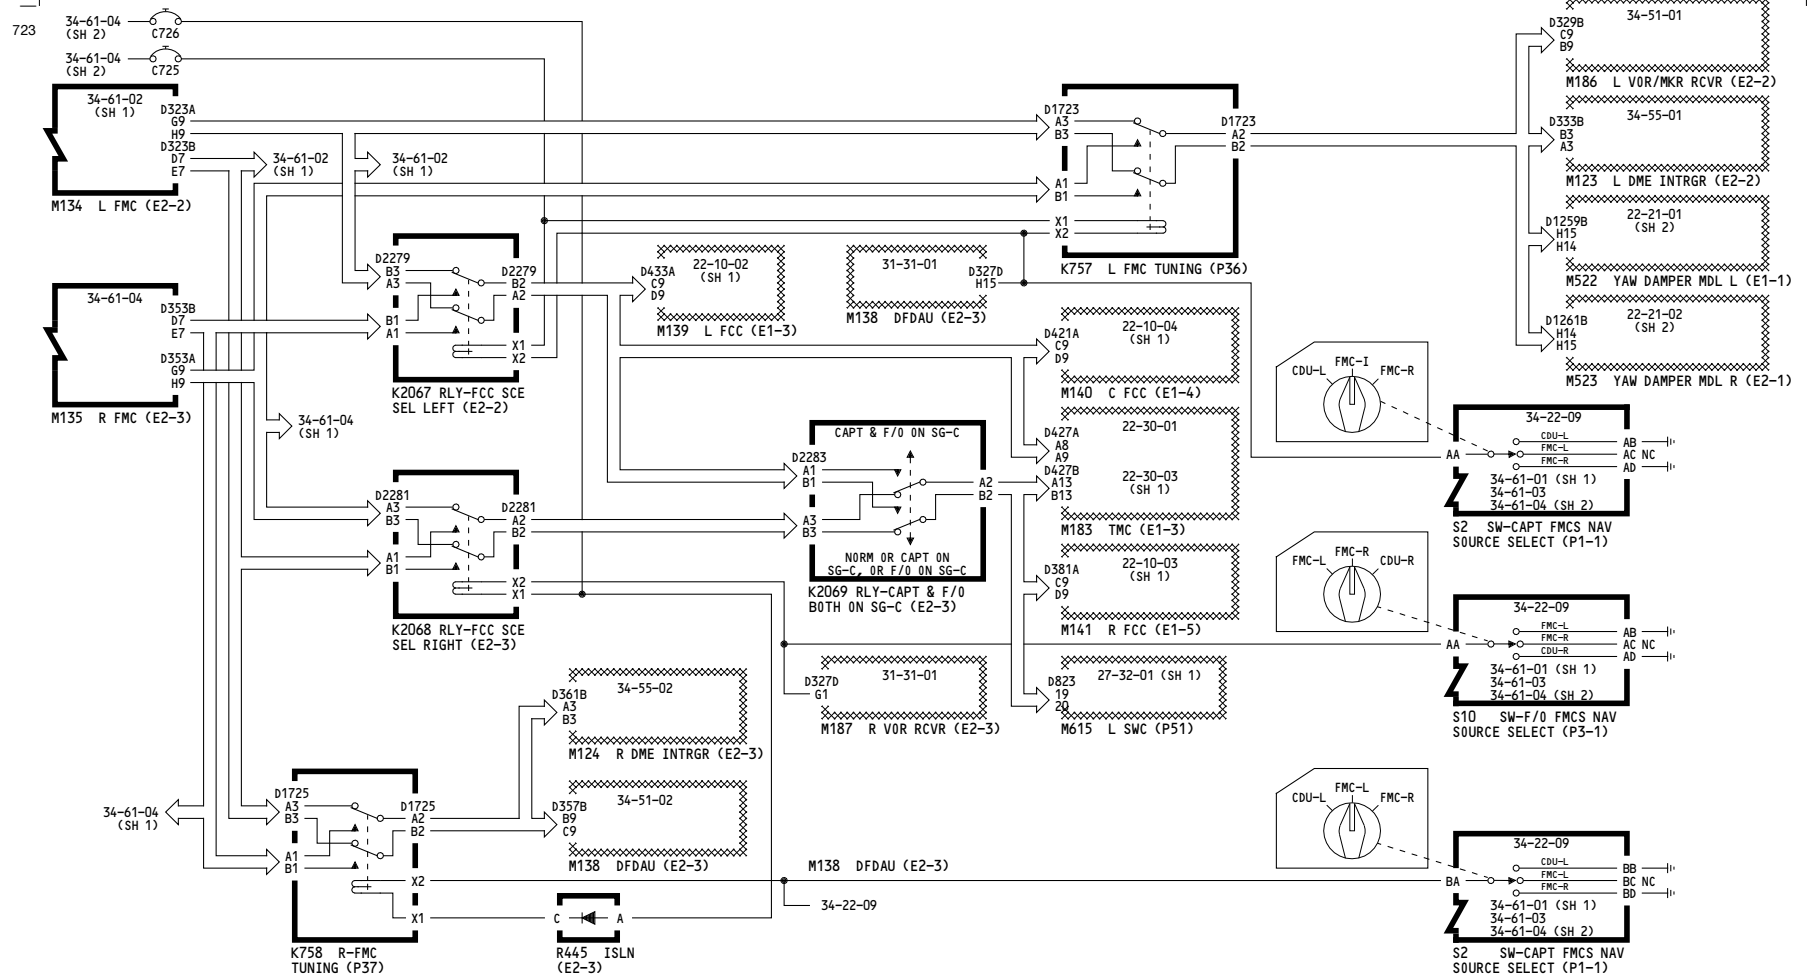 723
34-61-04
(SH 2)
C726
34-61-04
(SH 2)
C725
34-61-02
(SH 1)
D323A
G9
H9
D323B
D7
E7
M134 L FMC (E2-2)
34-61-02
(SH 1)
34-61-02
(SH 1)
34-61-04
D353B
D7
E7
D353A
G9
H9
M135 R FMC (E2-3)
34-61-04
(SH 1)
D2279
B3
A3
B1
A1
D2279
B2
A2
X1
X2
K2067 RLY-FCC SCE
SEL LEFT (E2-2)
D2281
A3
B3
A1
B1
D2281
A2
B2
X2
X1
K2068 RLY-FCC SCE
SEL RIGHT (E2-3)
D433A
C9
D9
22-10-02
(SH 1)
M139 L FCC (E1-3)
31-31-01
D327D
H15
M138 DFDAU (E2-3)
D1723
A3
B3
A1
B1
X1
X2
D1723
A2
B2
K757 L FMC TUNING (P36)
34-51-01
D329B
C9
B9
M186 L VOR/MKR RCVR (E2-2)
34-55-01
D333B
B3
A3
M123 L DME INTRGR (E2-2)
22-21-01
(SH 2)
D1259B
H15
H14
M522 YAW DAMPER MDL L (E1-1)
22-21-02
(SH 2)
D1261B
H14
H15
M523 YAW DAMPER MDL R (E2-1)
D421A
C9
D9
22-10-04
(SH 1)
M140 C FCC (E1-4)
D427A
A8
A9
D427B
A13
B13
22-30-01
22-30-03
(SH 1)
M183 TMC (E1-3)
D381A
C9
D9
22-10-03
(SH 1)
M141 R FCC (E1-5)
D823
19
20
27-32-01 (SH 1)
M615 L SWC (P51)
CAPT & F/O ON SG-C
D2283
A1
B1
A3
B3
A2
B2
NORM OR CAPT ON
SG-C, OR F/O ON SG-C
K2069 RLY-CAPT & F/O
BOTH ON SG-C (E2-3)
31-31-01
D327D
G1
M187 R VOR RCVR (E2-3)
CDU-L
FMC-I
FMC-R
34-22-09
AA
CDU-L
FMC-L
FMC-R
AB
AC NC
AD
34-61-01 (SH 1)
34-61-03
34-61-04 (SH 2)
S2 SW-CAPT FMCS NAV
SOURCE SELECT (P1-1)
FMC-L
FMC-R
CDU-R
34-22-09
AA
FMC-L
FMC-R
CDU-R
AB
AC NC
AD
34-61-01 (SH 1)
34-61-03
34-61-04 (SH 2)
S10 SW-F/O FMCS NAV
SOURCE SELECT (P3-1)
CDU-L
FMC-L
FMC-R
34-22-09
BA
CDU-L
FMC-L
FMC-R
BB
BC NC
BD
34-61-01 (SH 1)
34-61-03
34-61-04 (SH 2)
S2 SW-CAPT FMCS NAV
SOURCE SELECT (P1-1)
34-55-02
D361B
A3
B3
M124 R DME INTRGR (E2-3)
34-51-02
D357B
B9
C9
M138 DFDAU (E2-3)
M138 DFDAU (E2-3)
34-22-09
34-61-04
(SH 1)
D1725
A3
B3
A1
B1
D1725
A2
B2
X2
X1
K758 R-FMC
TUNING (P37)
C
A
R445 ISLN
(E2-3)